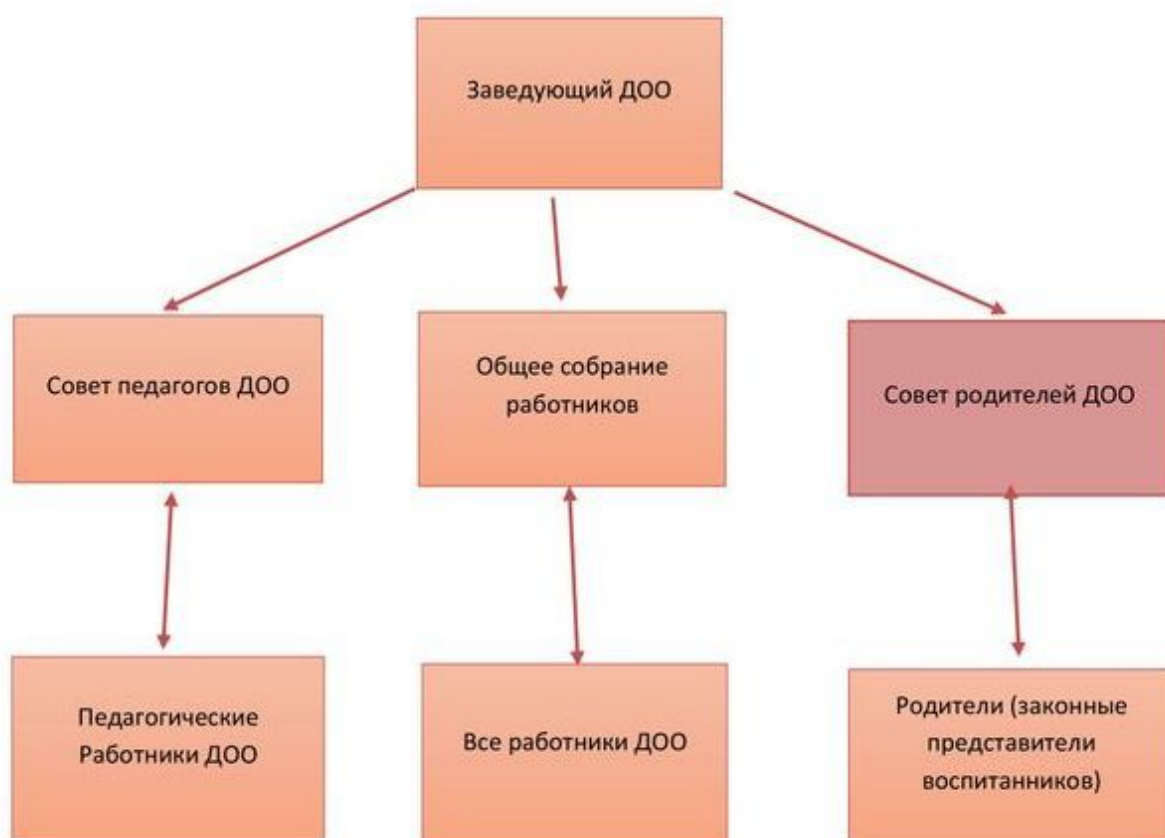 Заведующий ДОО
Совет педагогов ДОО
Общее собрание
работников
Совет родителей ДОО
Педагогические
Работники ДОО
Все работники ДОО
Родители (законные
представители
воспитанников)